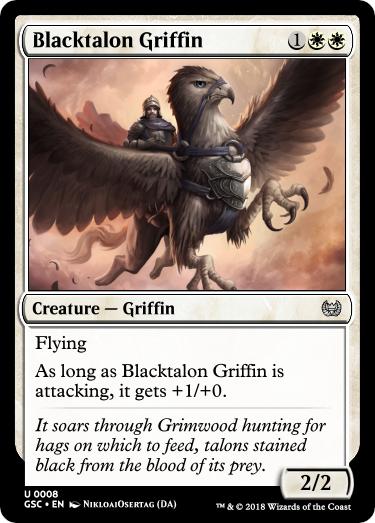 Blacktalon Griffin 1
Creature — Griffin
Flying
As long as Blacktalon Griffin is
attacking, it gets +1/+0.
It soars through Grimwood hunting for
hags on which to feed, talons stained
black from the blood of its prey.
2/2
U 0008
GSC • EN NikloaiOsertag (DA)
™ & © 2018 Wizards of the Coast